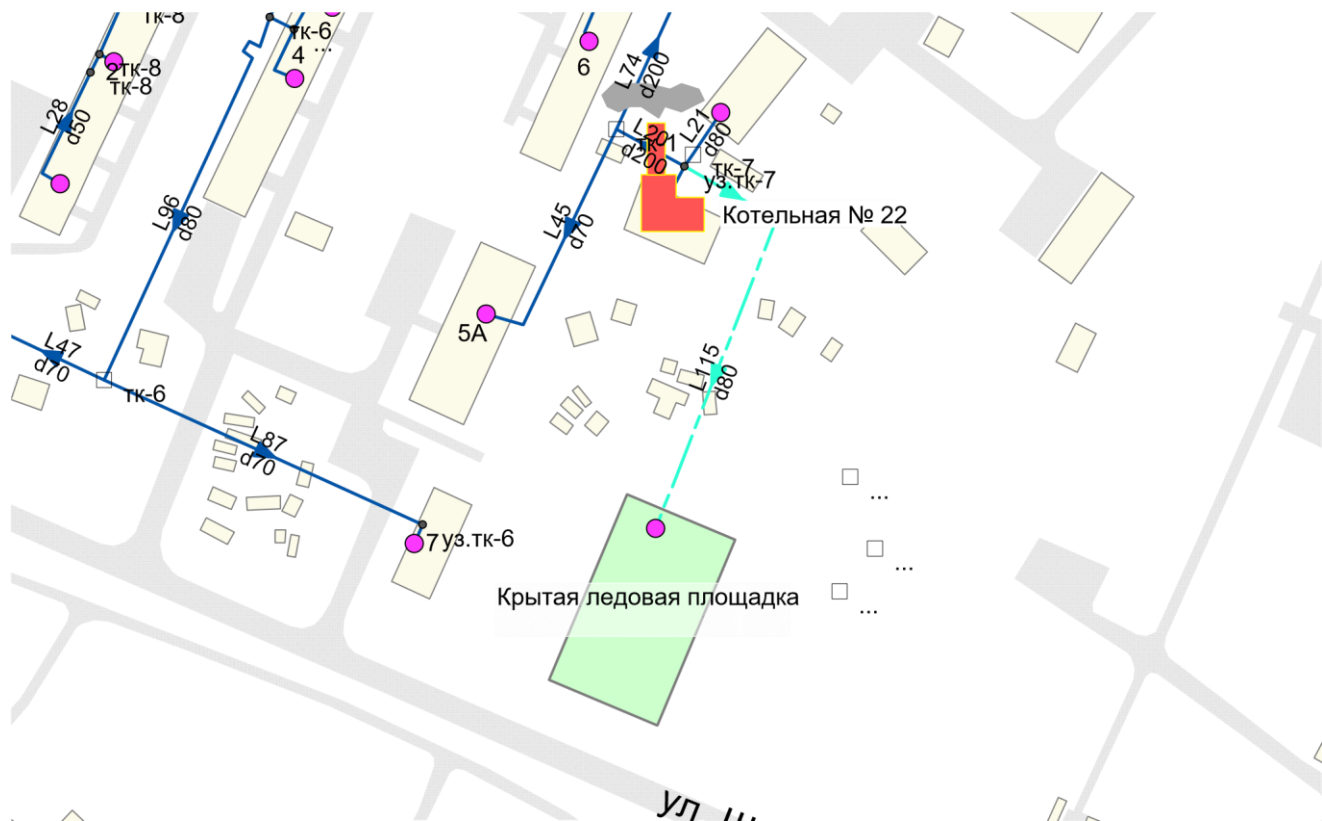 тк-8
тк-6
4
...
2
тк-8
тк-8
L28
d50
6
L74
d200
L20
d200
тк-1
L21
d80
тк-7
уз.тк-7
Котельная № 22
L96
d80
L45
d70
5А
L47
d70
тк-6
L115
d80
L87
d70
7
уз.тк-6
...
...
...
Крытая ледовая площадка
ул